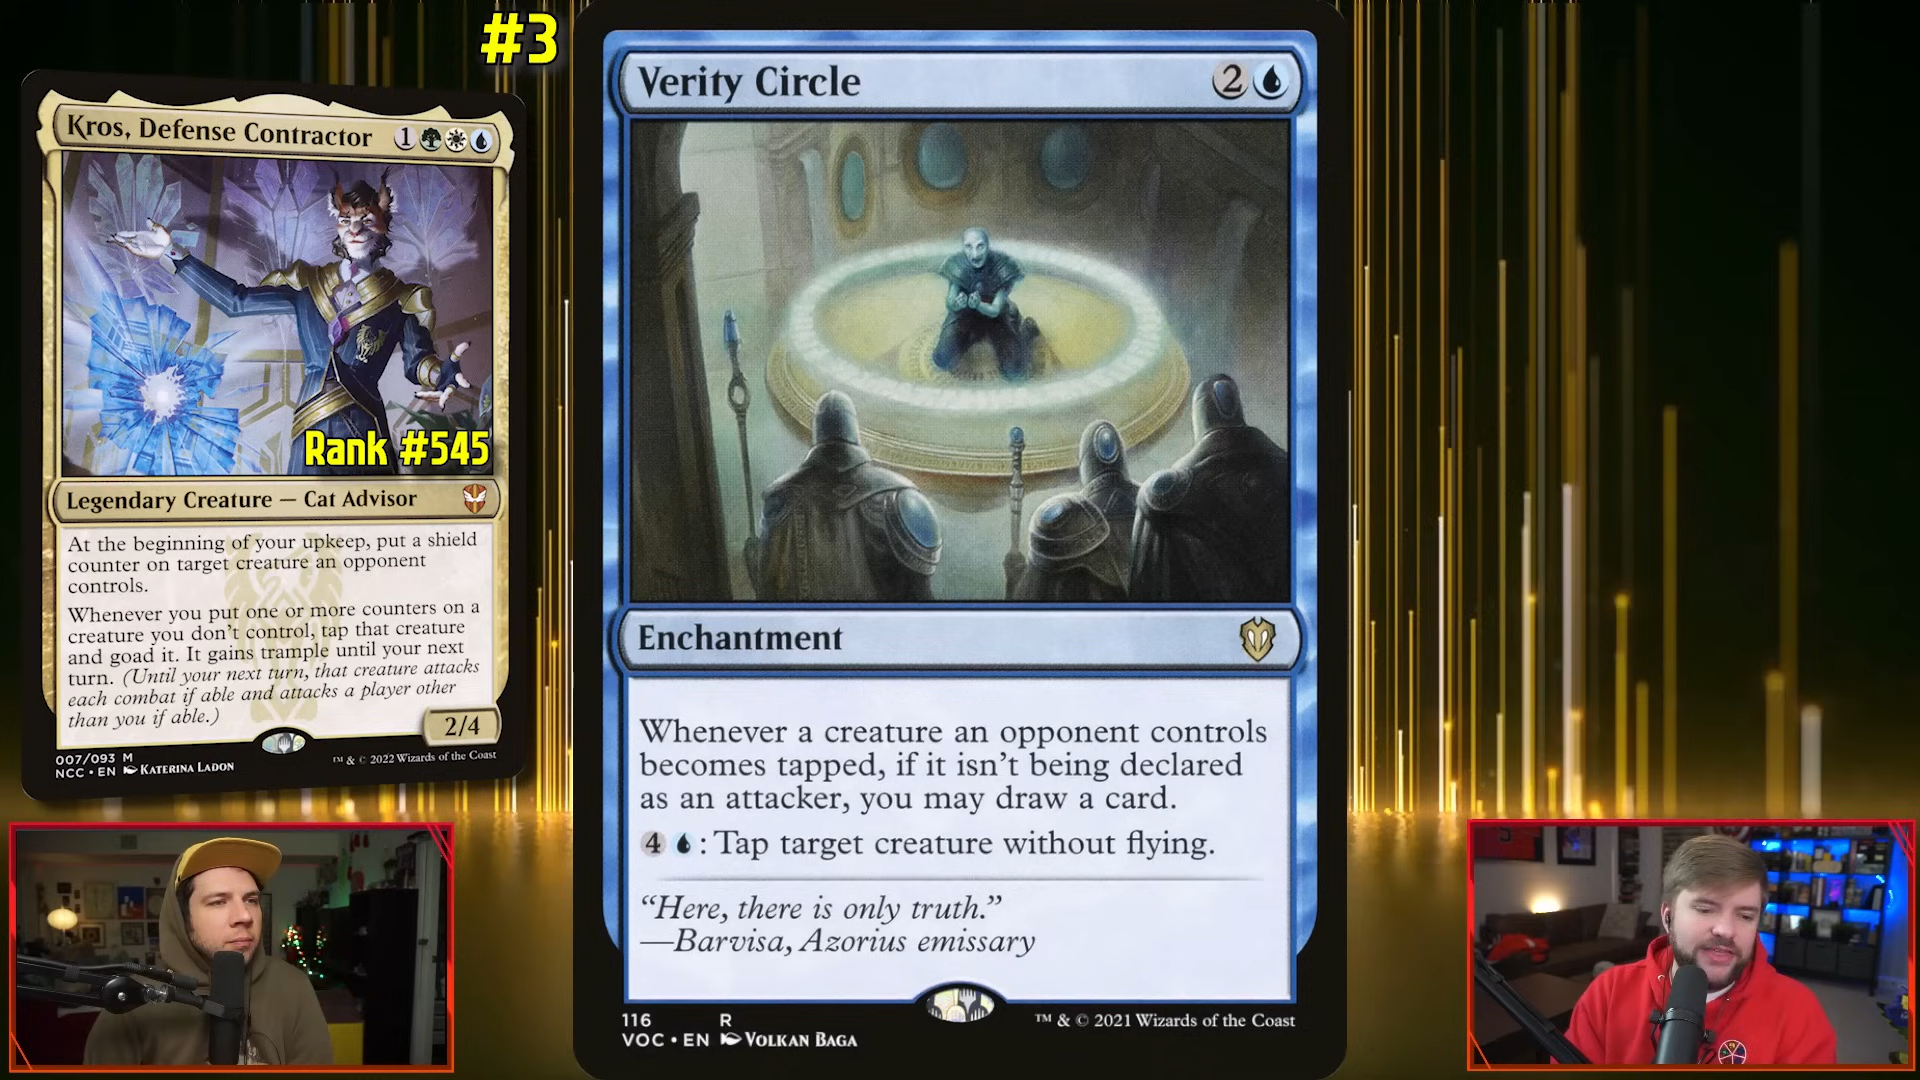 #3
Kros, Defense Contractor 1
Rank #545
Legendary Creature — Cat Advisor
At the beginning of your upkeep, put a shield
counter on target creature an opponent
controls.
Whenever you put one or more counters on a
creature you don't control, tap that creature
and goad it. It gains trample until your next
turn. (Until your next turn, that creature attacks
each combat if able and attacks a player other
than you if able.)
2/4
007/093 M
NCC • EN KATERINA LADON
™ & © 2022 Wizards of the Coast
Verity Circle 2
Enchantment
Whenever a creature an opponent controls
becomes tapped, if it isn't being declared
as an attacker, you may draw a card.
4 : Tap target creature without flying.
“Here, there is only truth.”
—Barvisa, Azorius emissary
116 R
VOC • EN VOLKAN BAGA
™ & © 2021 Wizards of the Coast